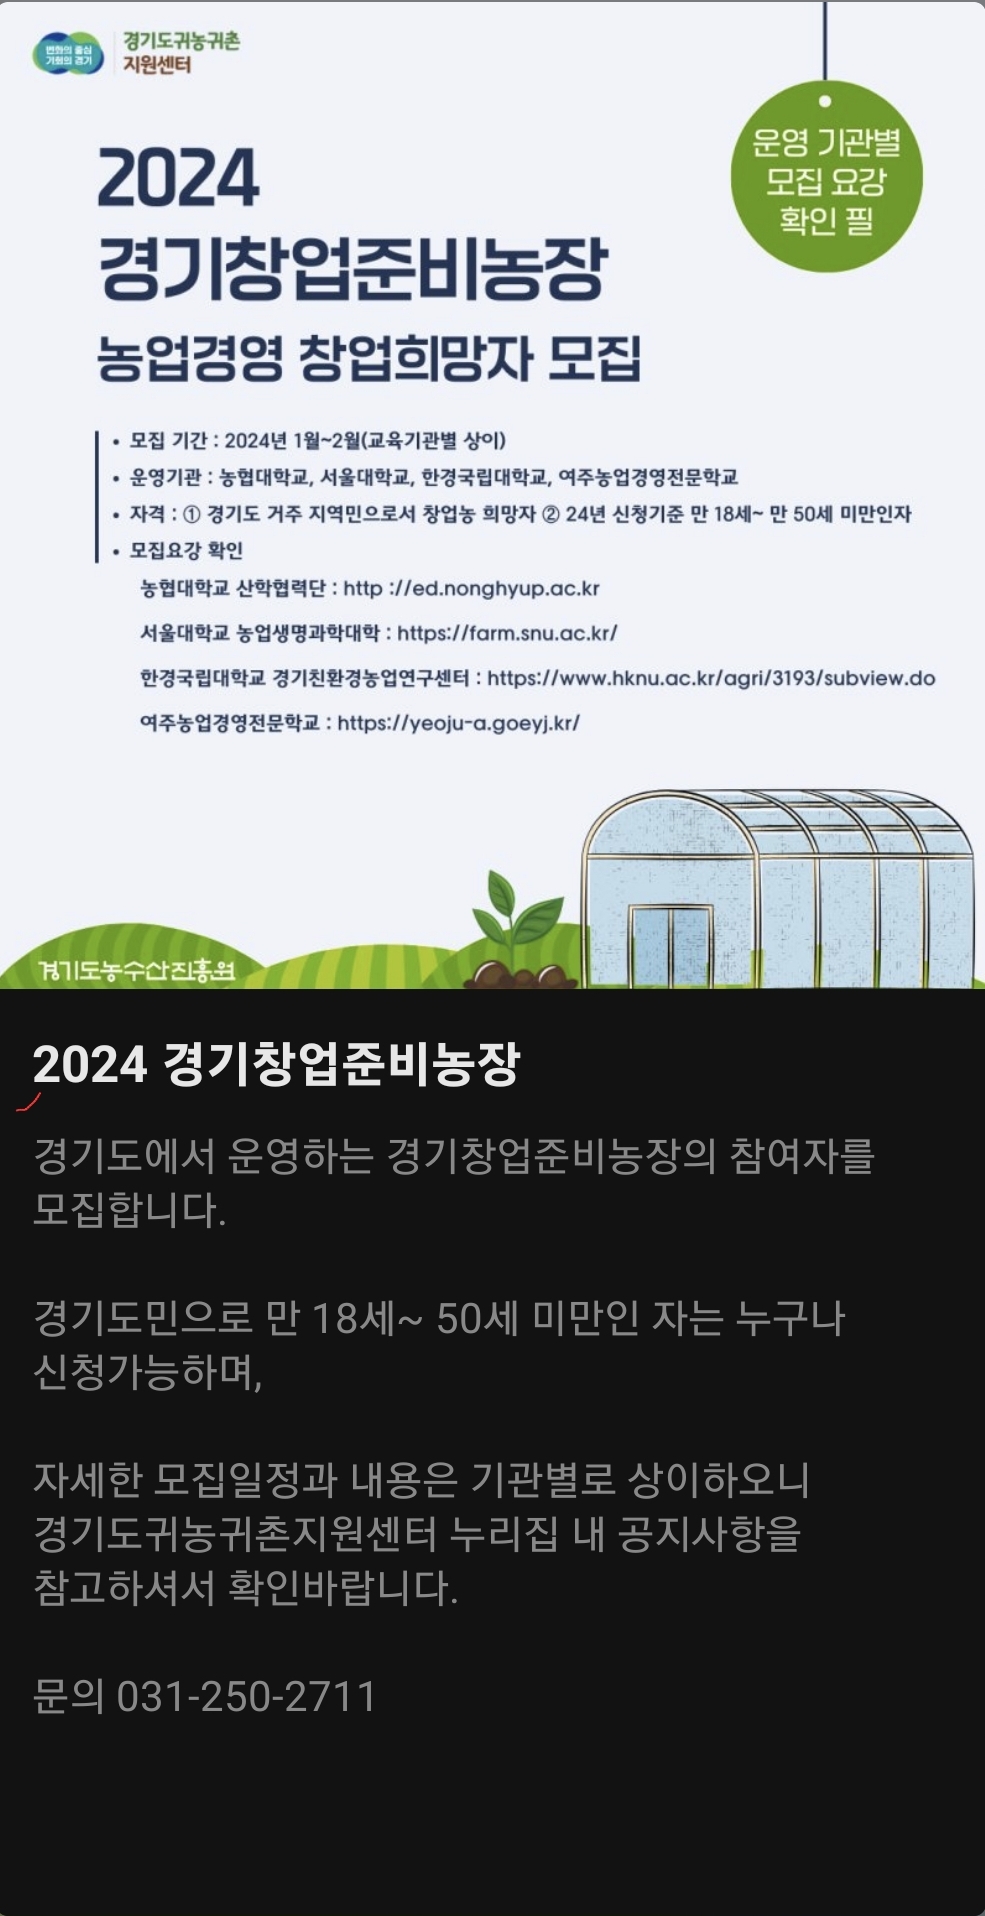 변화의 중심
기회의 경기
경기도귀농귀촌
지원센터
운영 기관별
모집 요강
확인 필
2024
경기창업준비농장
농업경영 창업희망자 모집
• 모집 기간 : 2024년 1월~2월(교육기관별 상이)
• 운영기관 : 농협대학교, 서울대학교, 한경국립대학교, 여주농업경영전문학교
• 자격 : ① 경기도 거주 지역민으로서 창업농 희망자 ② 24년 신청기준 만 18세~ 만 50세 미만인자
• 모집요강 확인
농협대학교 산학협력단 : http ://ed.nonghyup.ac.kr
서울대학교 농업생명과학대학 : https://farm.snu.ac.kr/
한경국립대학교 경기친환경농업연구센터 : https://www.hknu.ac.kr/agri/3193/subview.do
여주농업경영전문학교 : https://yeoju-a.goeyj.kr/
경기도농수산진흥원
2024 경기창업준비농장
경기도에서 운영하는 경기창업준비농장의 참여자를
모집합니다.
경기도민으로 만 18세~ 50세 미만인 자는 누구나
신청가능하며,
자세한 모집일정과 내용은 기관별로 상이하오니
경기도귀농귀촌지원센터 누리집 내 공지사항을
참고하셔서 확인바랍니다.
문의 031-250-2711